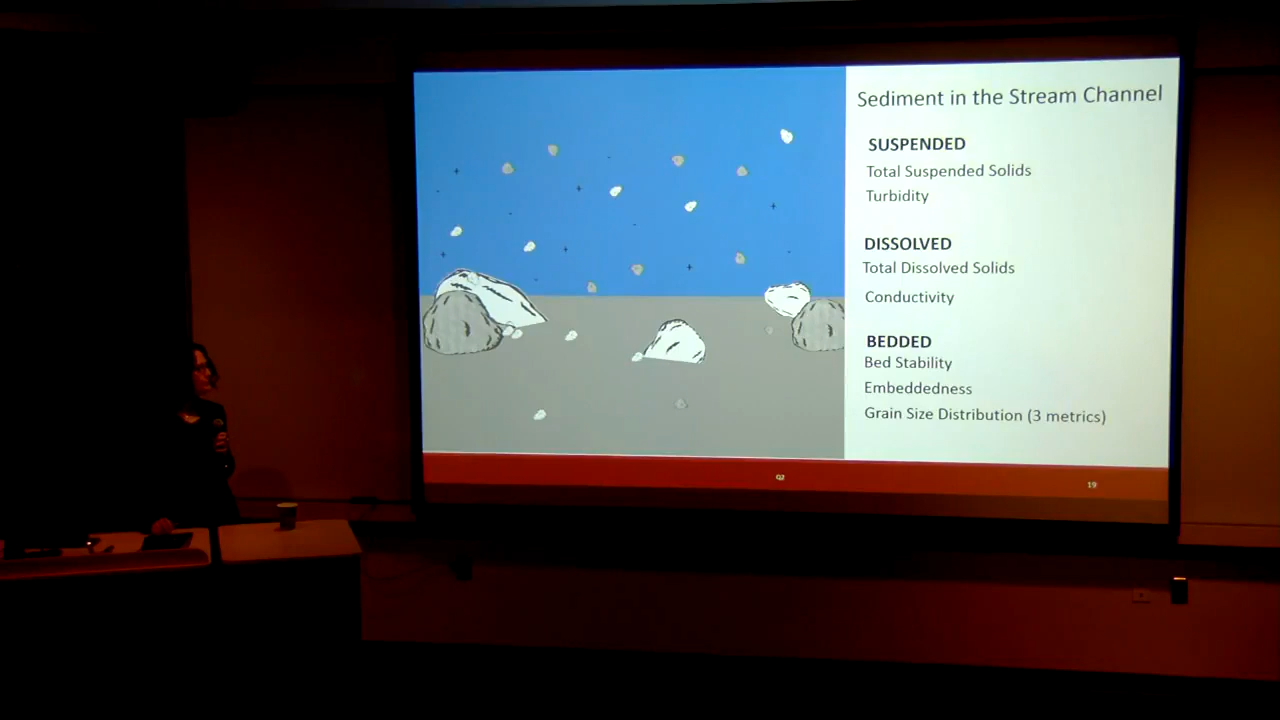 Sediment in the Stream Channel
SUSPENDED
Total Suspended Solids
Turbidity
DISSOLVED
Total Dissolved Solids
Conductivity
BEDDED
Bed Stability
Embeddedness
Grain Size Distribution (3 metrics)
Q2
19